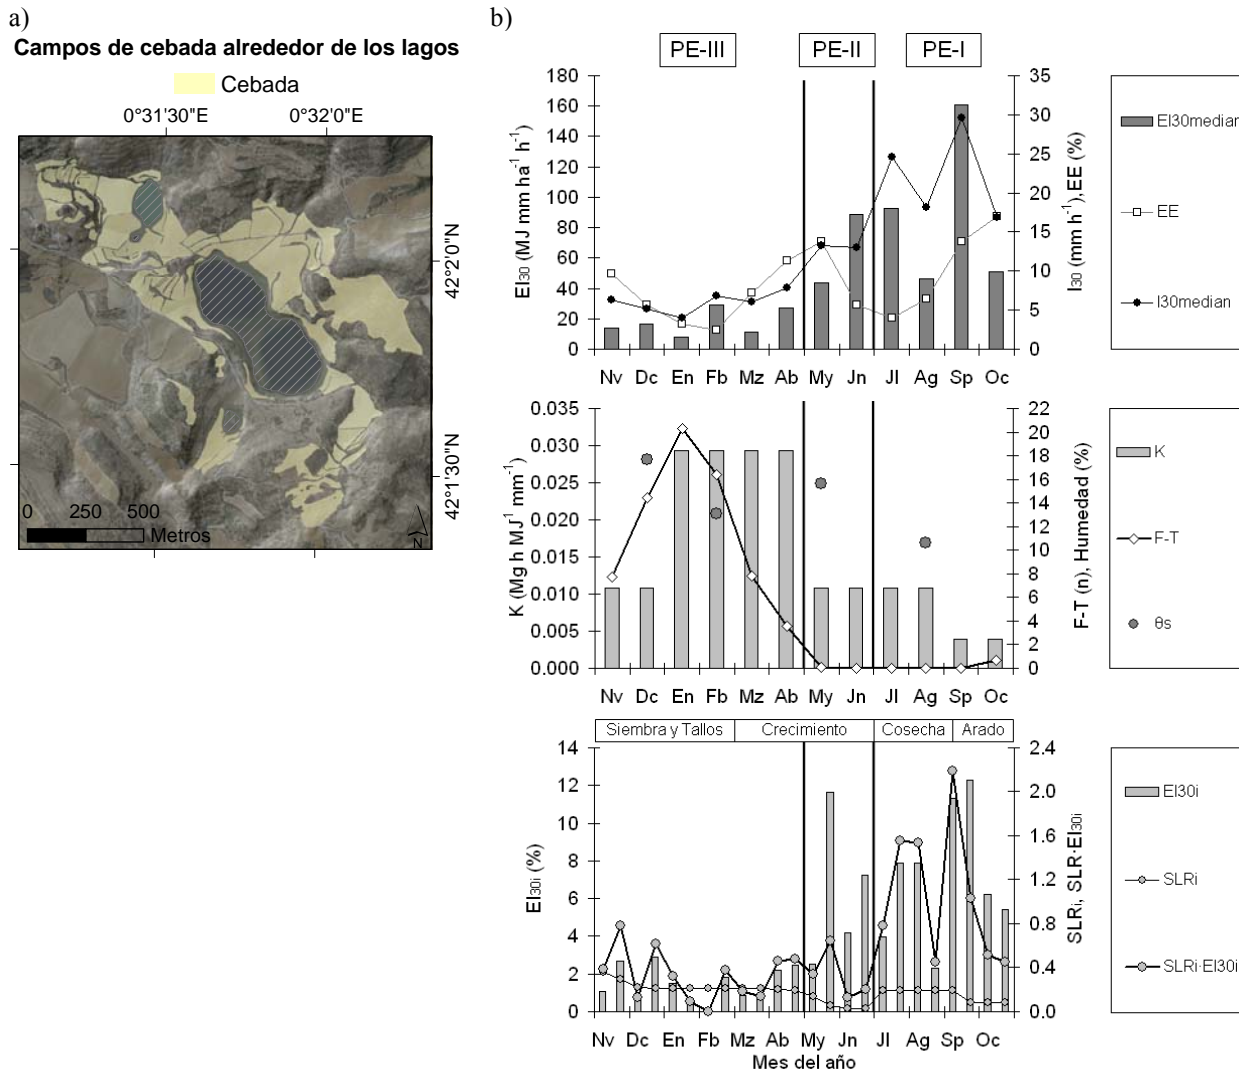 a)
b)
Campos de cebada alrededor de los lagos
Cebada
0°31'30"E 0°32'0"E
42°2'0"N
42°1'30"N
0 250 500
Metros
N
PE-III PE-II PE-I
EI30 (MJ mm ha-1 h-1)
180
160
140
120
100
80
60
40
20
0
35
30
25
20
15
10
5
0
I30 (mm h-1), EE (%)
Nv Dc En Fb Mz Ab My Jn Jl Ag Sp Oc
EI30median
EE
I30median
K (Mg h MJ-1 mm-1)
0.035
0.030
0.025
0.020
0.015
0.010
0.005
0.000
22
20
18
16
14
12
10
8
6
4
2
0
F-T (n), Humedad (%)
Nv Dc En Fb Mz Ab My Jn Jl Ag Sp Oc
K
F-T
θs
Siembra y Tallos Crecimiento Cosecha Arado
EI30i (%)
14
12
10
8
6
4
2
0
2.4
2.0
1.6
1.2
0.8
0.4
0.0
SLRi, SLR·EI30i
Nv Dc En Fb Mz Ab My Jn Jl Ag Sp Oc
Mes del año
EI30i
SLRi
SLRi·EI30i